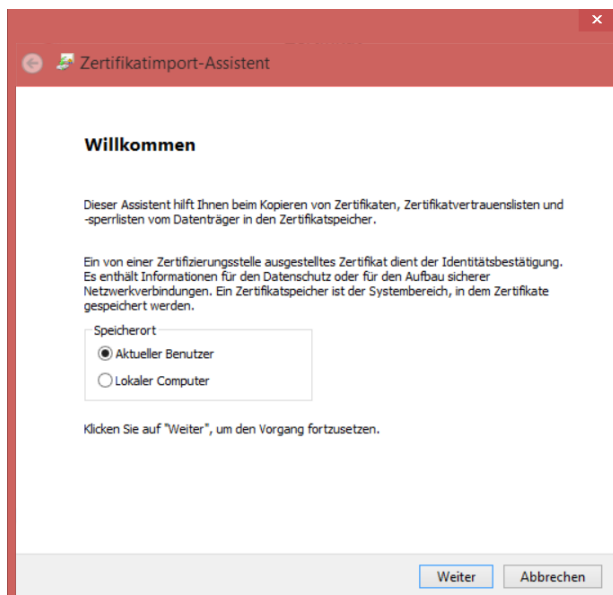 Zertifikatimport-Assistent
Willkommen
Dieser Assistent hilft Ihnen beim Kopieren von Zertifikaten, Zertifikatvertrauenslisten und
-sperrlisten vom Datenträger in den Zertifikatspeicher.
Ein von einer Zertifizierungsstelle ausgestelltes Zertifikat dient der Identitätsbestätigung.
Es enthält Informationen für den Datenschutz oder für den Aufbau sicherer
Netzwerkverbindungen. Ein Zertifikatspeicher ist der Systembereich, in dem Zertifikate
gespeichert werden.
Speicherort
Aktueller Benutzer
Lokaler Computer
Klicken Sie auf "Weiter", um den Vorgang fortzusetzen.
Weiter Abbrechen